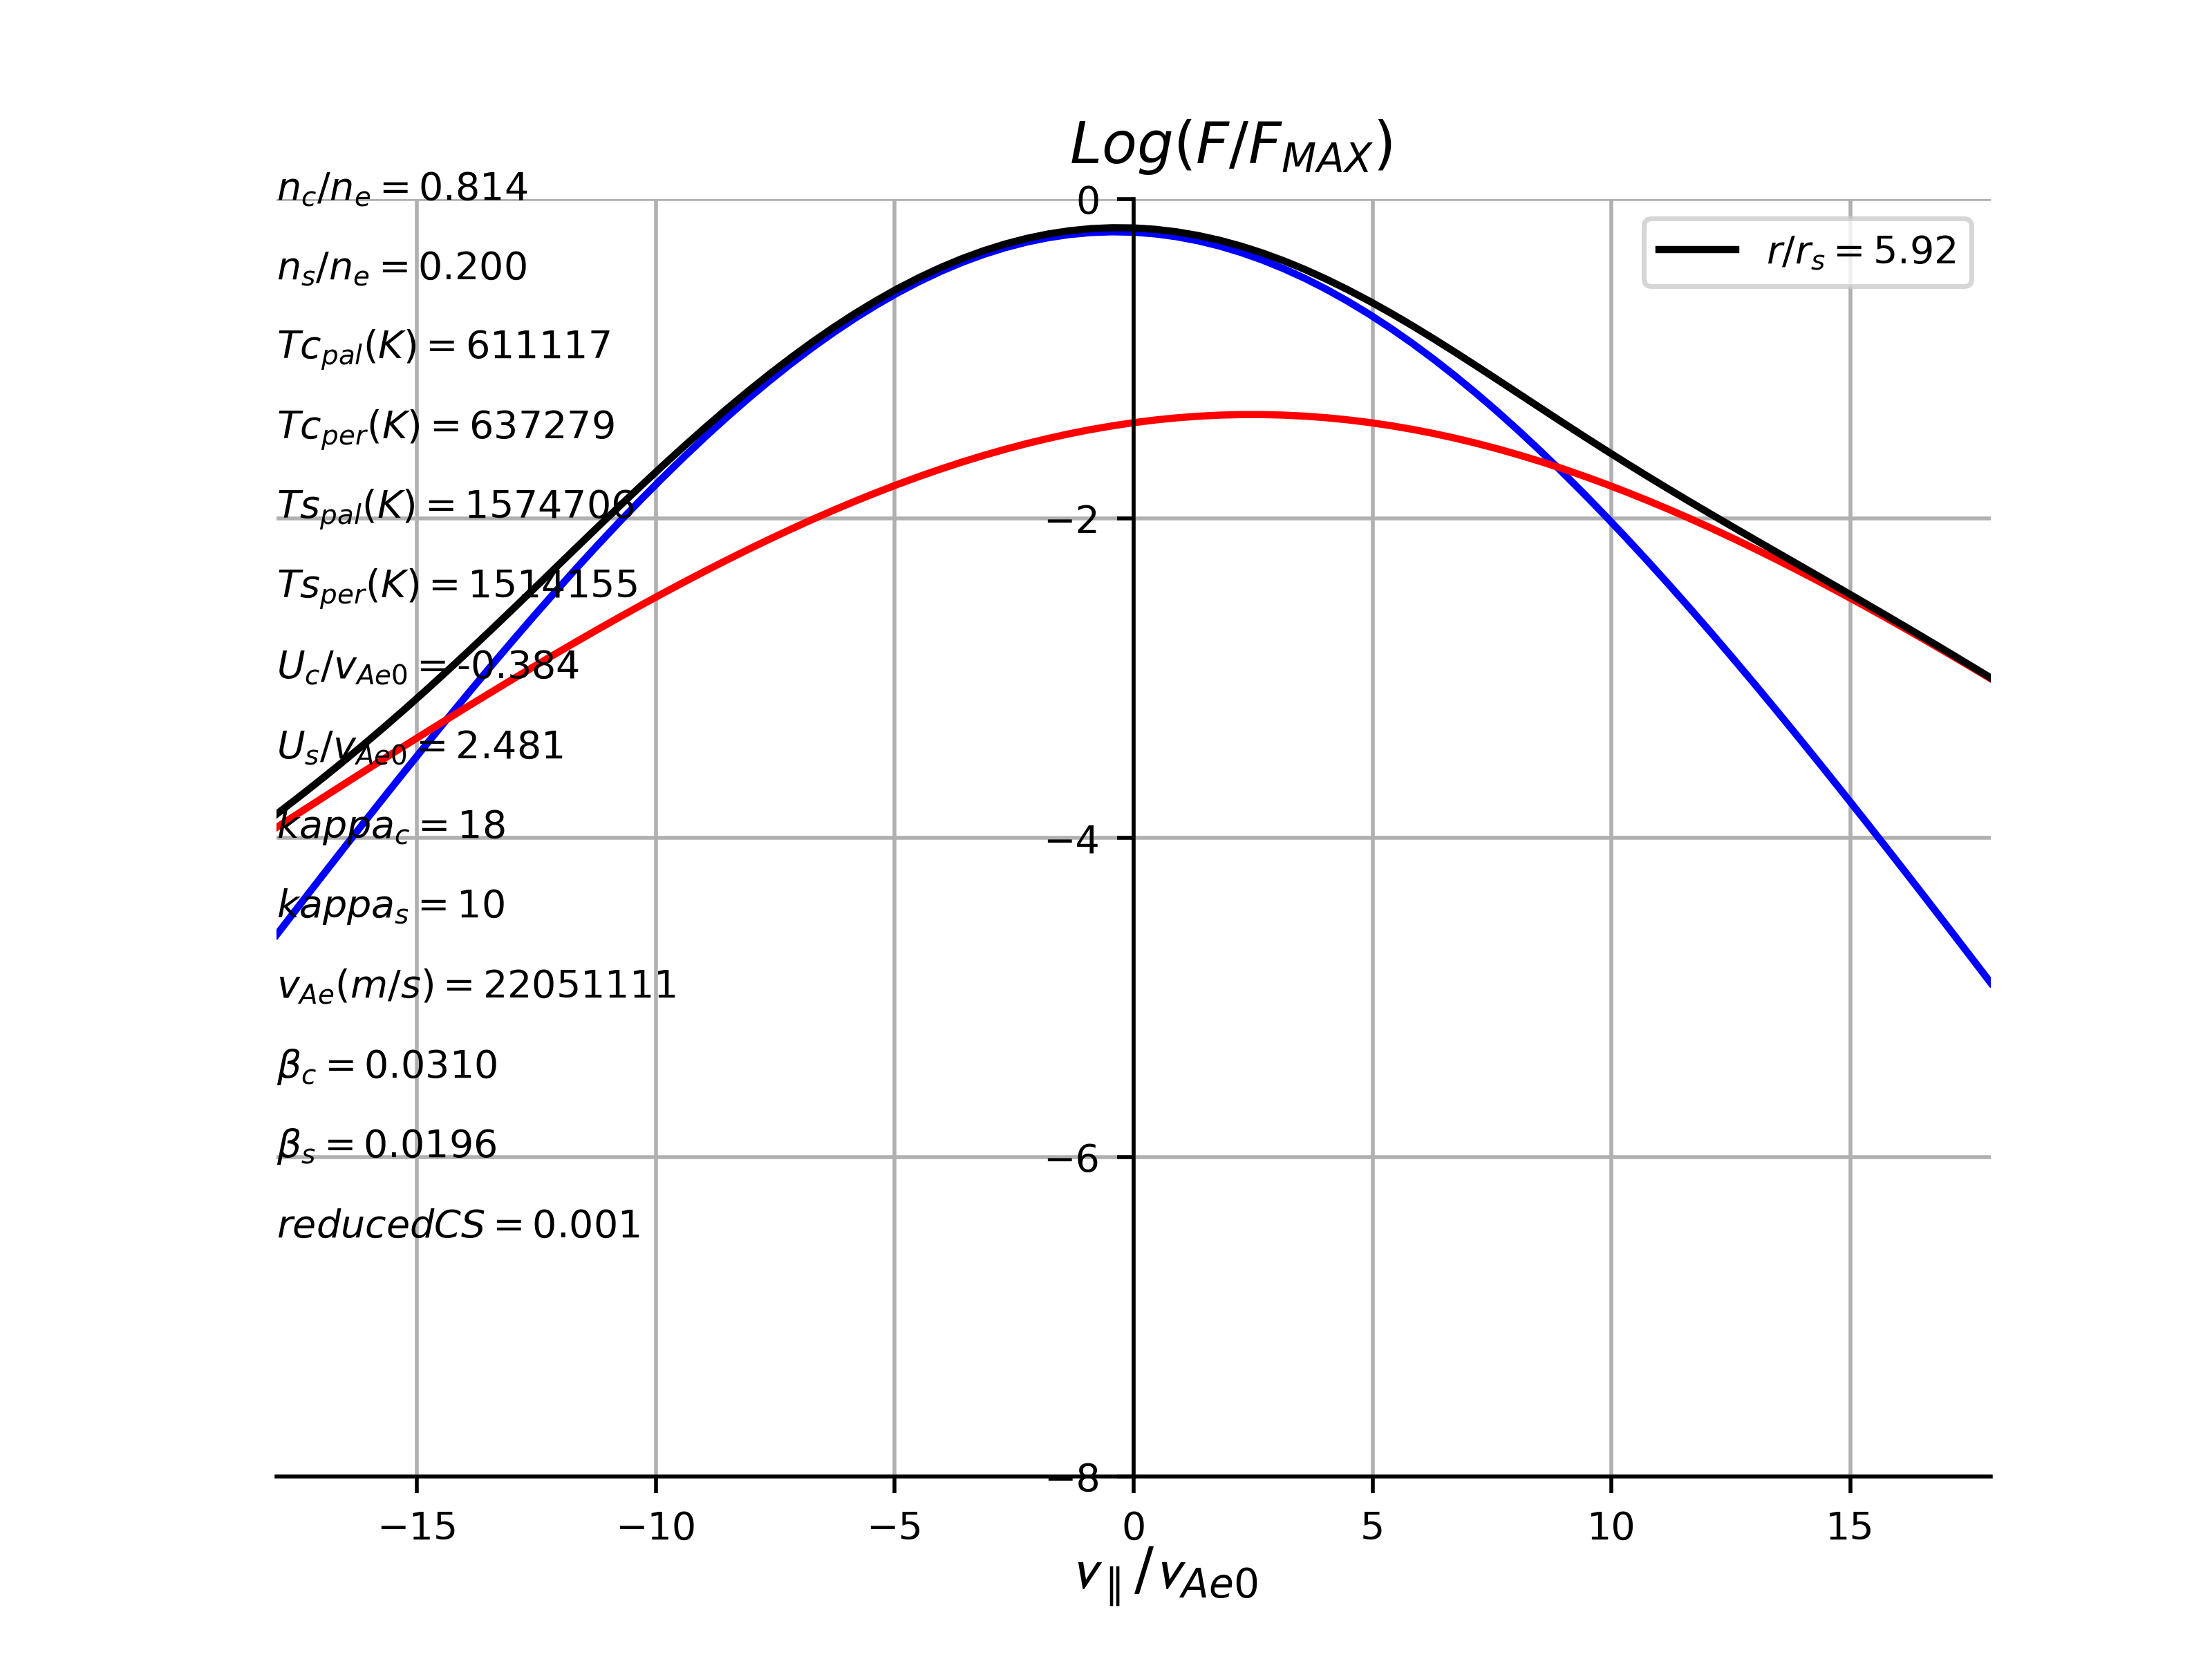 Log(F/F_MAX)
n_c/n_e = 0.814
n_s/n_e = 0.200
Tc_pal(K) = 611117
Tc_per(K) = 637279
Ts_pal(K) = 1574706
Ts_per(K) = 1514155
U_c/v_Ae0 = -0.384
U_s/v_Ae0 = 2.481
kappa_c = 18
kappa_s = 10
v_Ae(m/s) = 22051111
β_c = 0.0310
β_s = 0.0196
reducedCS = 0.001
r/r_s = 5.92
0
−2
−4
−6
−8
−15 −10 −5 0 5 10 15
v_∥/v_Ae0